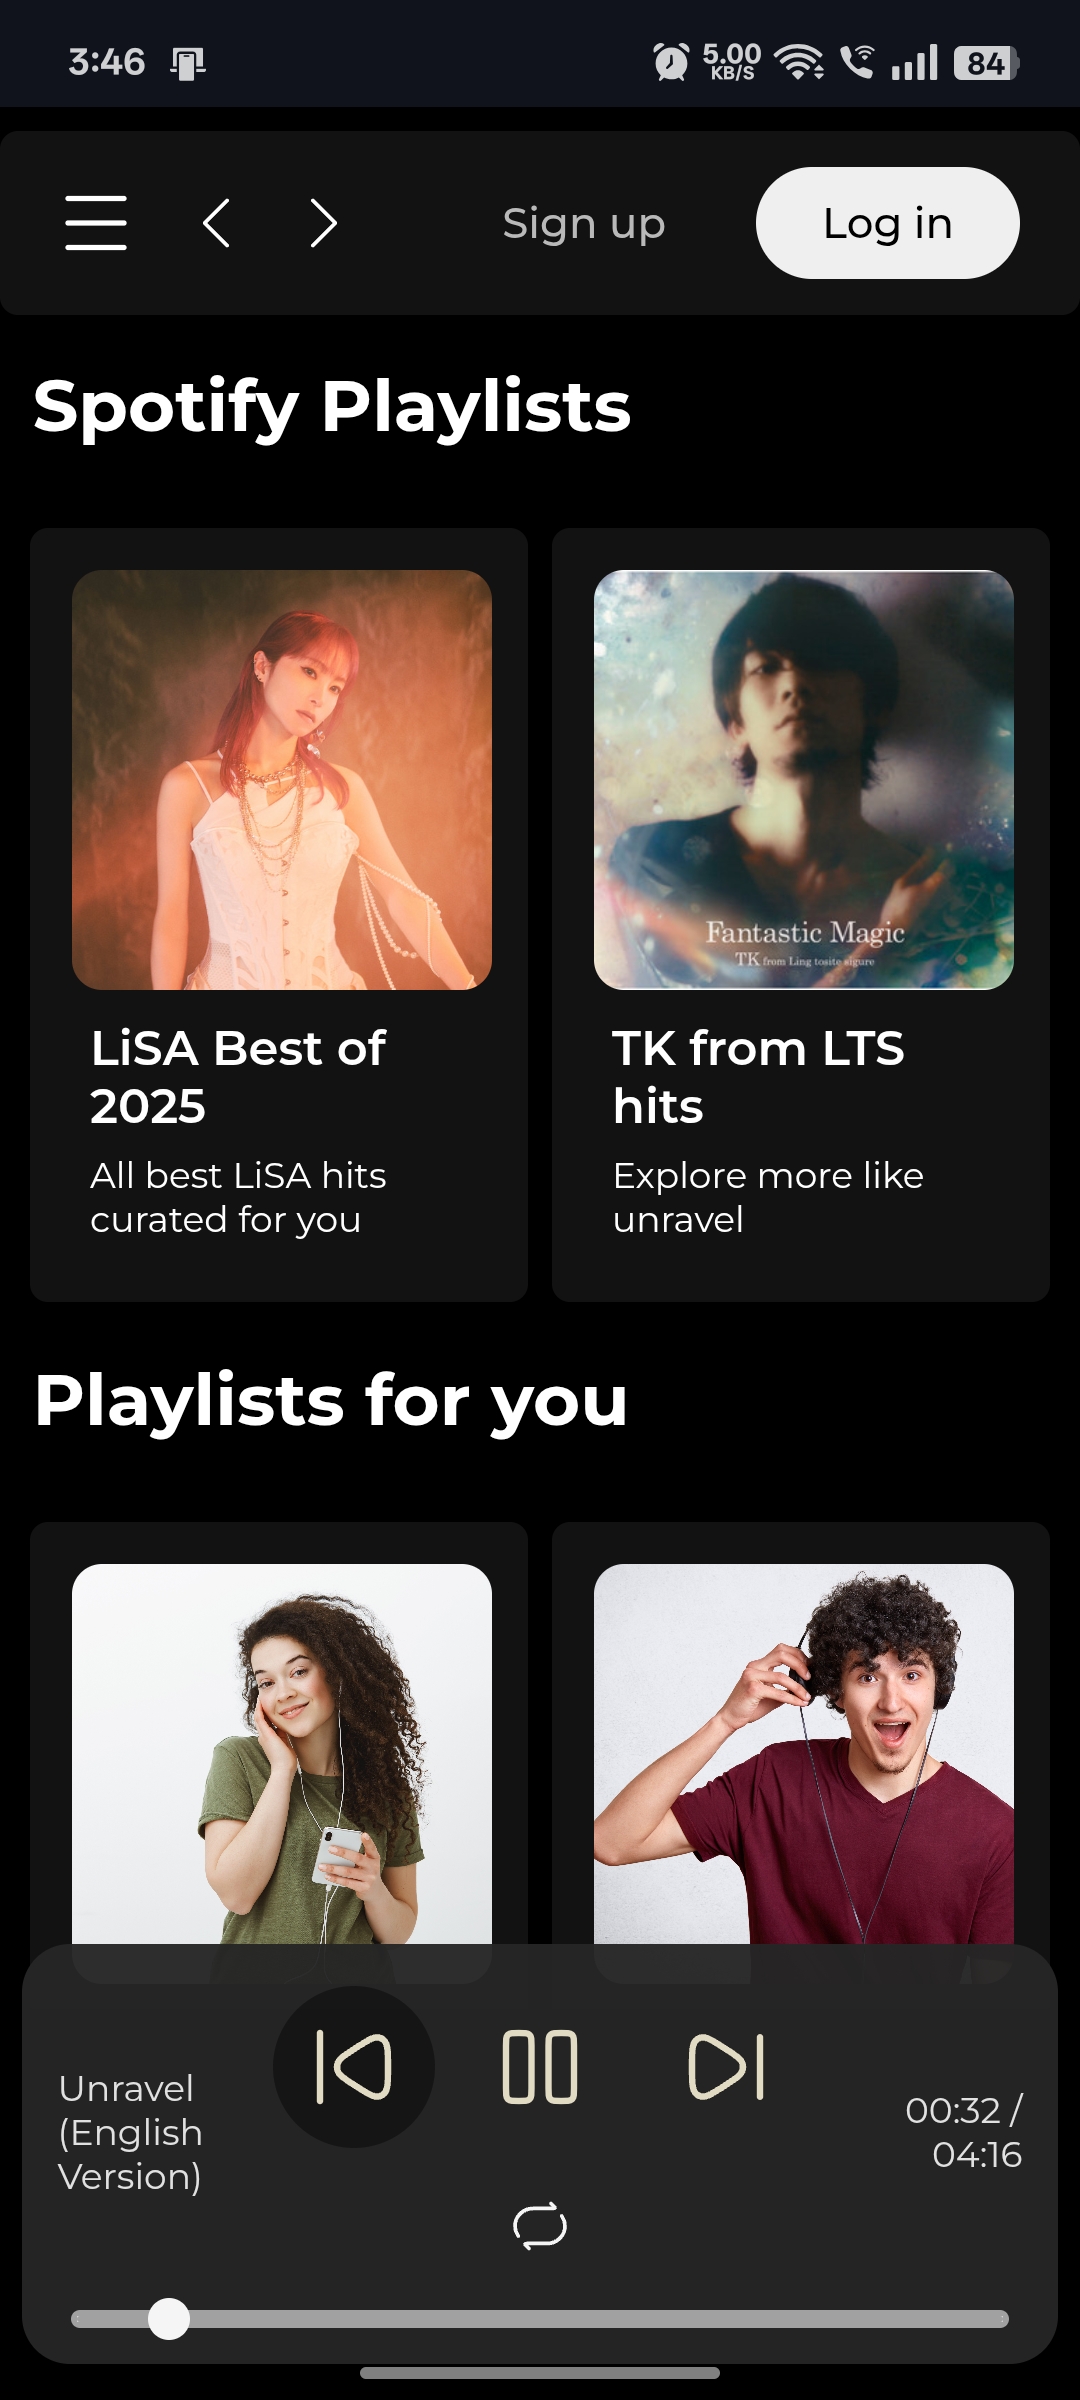 3:46
5.00
KB/S
84
Sign up
Log in
Spotify Playlists
Fantastic Magic
TK from Ling tosite sigure
LiSA Best of
2025
All best LiSA hits
curated for you
TK from LTS
hits
Explore more like
unravel
Playlists for you
Unravel
(English
Version)
00:32 /
04:16